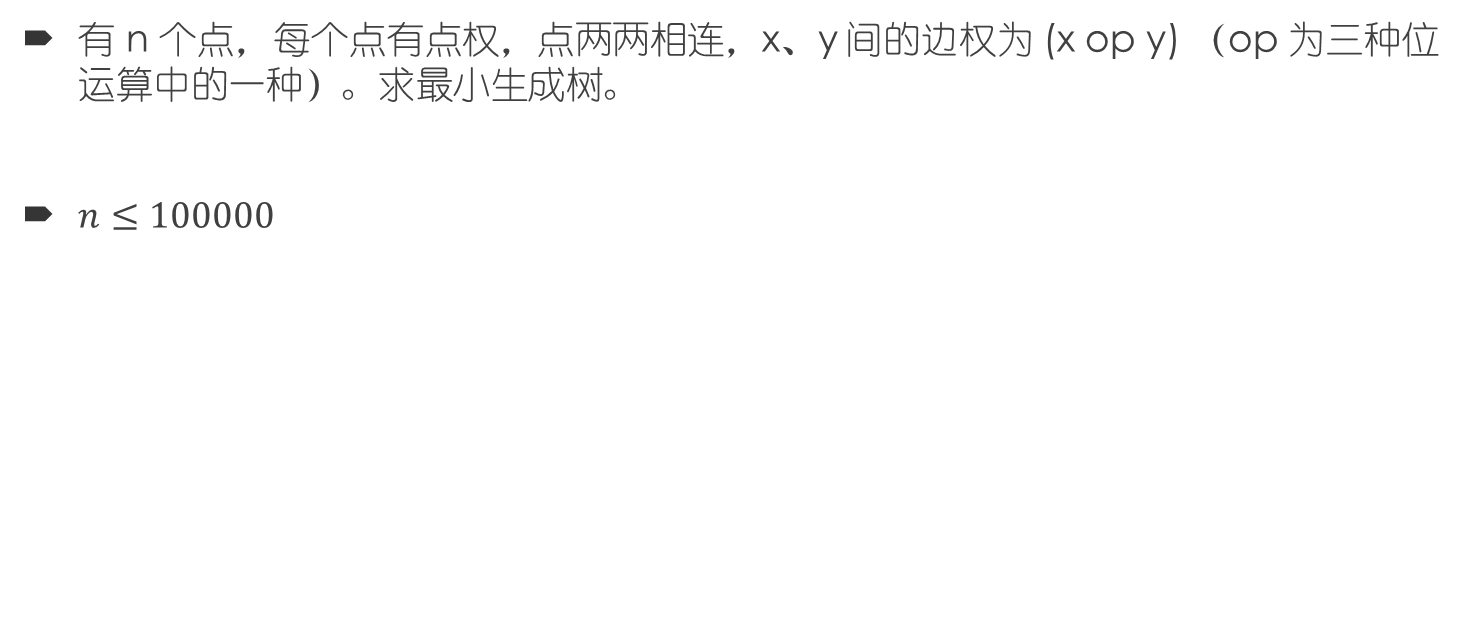 有 n 个点，每个点有点权，点两两相连，x、y 间的边权为 (x op y) （op 为三种位
运算中的一种）。求最小生成树。
n ≤ 100000